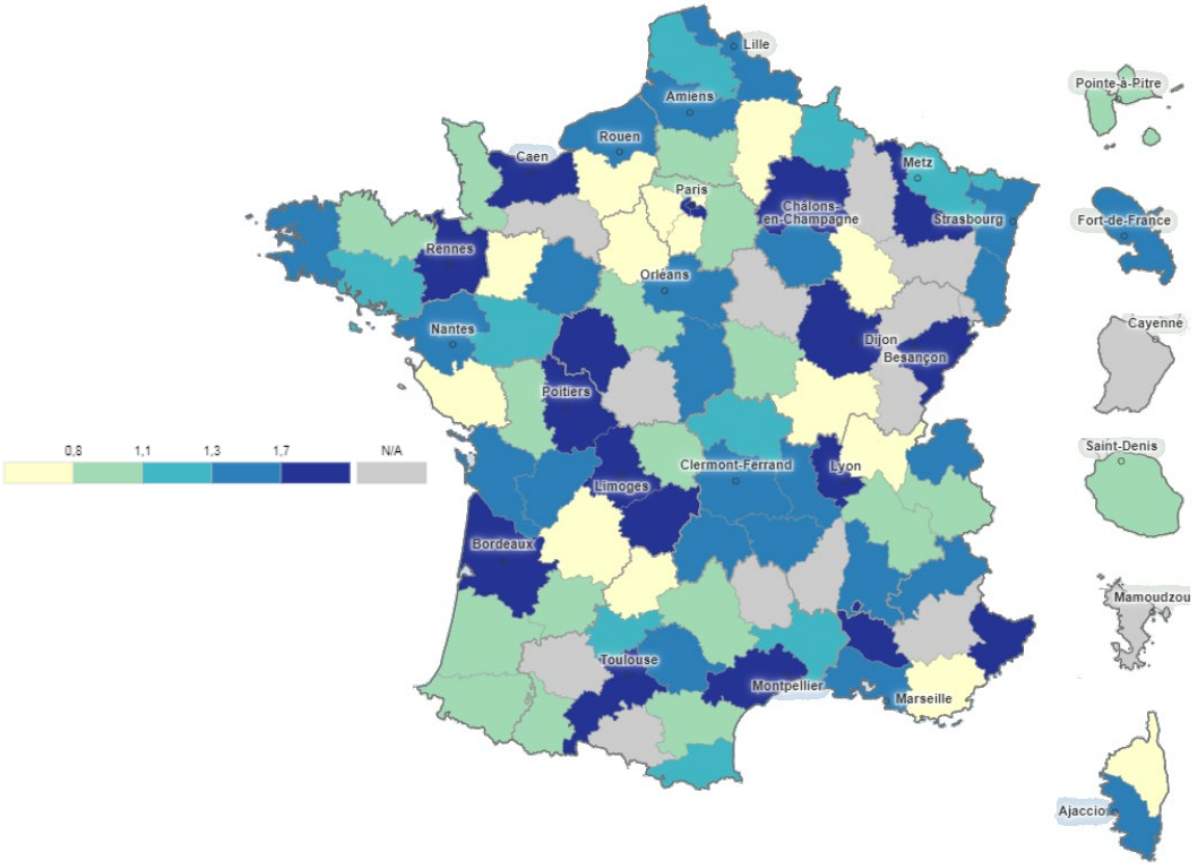 Lille
Pointe-à-Pitre
Amiens
Rouen
Caen
Metz
Paris
Châlons-
en-Champagne
Strasbourg
Fort-de-France
Rennes
Orléans
Nantes
Cayenne
Dijon
Besançon
Poitiers
0,8 1,1 1,3 1,7 N/A
Saint-Denis
Clermont-Ferrand
Lyon
Limoges
Bordeaux
Mamoudzou
Toulouse
Montpellier
Marseille
Ajaccio